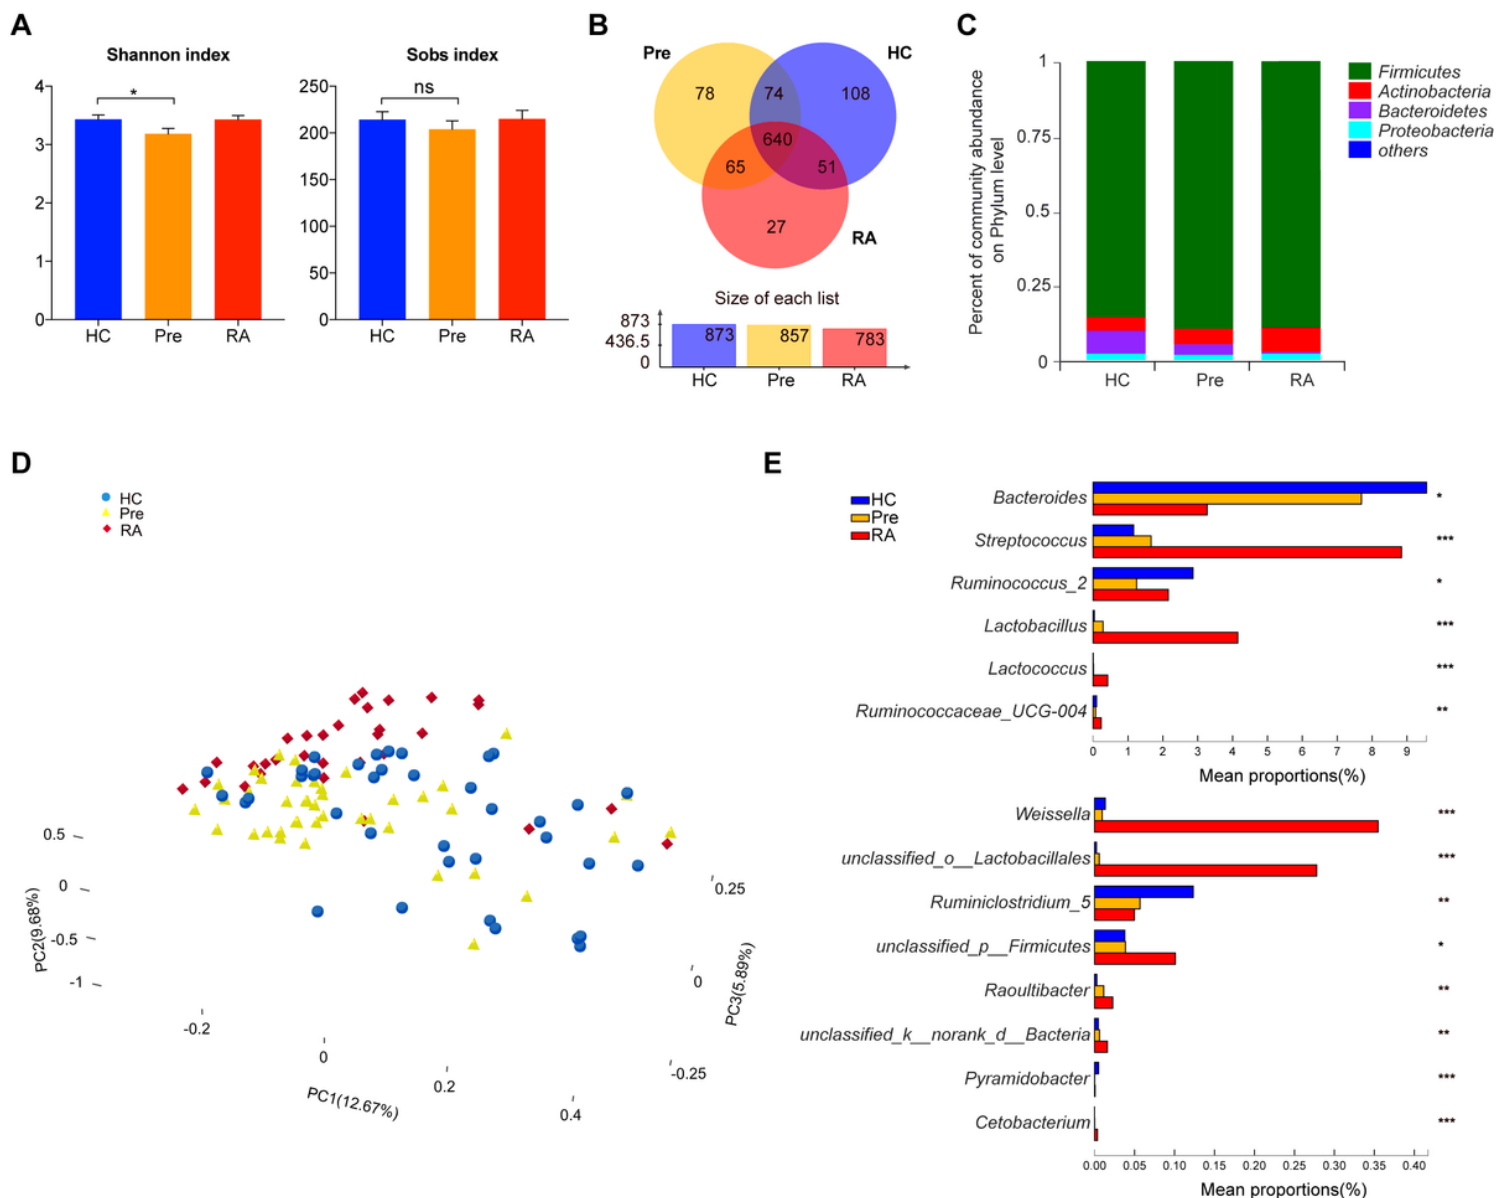 A
Shannon index
4
3
2
1
0
*
HC Pre RA
Sobs index
250
200
150
100
50
0
ns
HC Pre RA
B
Pre
HC
78
74
108
640
65
51
27
RA
Size of each list
873
436.5
0
873
857
783
HC Pre RA
C
Percent of community abundance
on Phylum level
1
0.75
0.5
0.25
0
HC Pre RA
Firmicutes
Actinobacteria
Bacteroidetes
Proteobacteria
others
D
HC
Pre
RA
PC2(9.68%)
0.5
0
-0.5
-1
-0.2
0
0.2
0.4
PC1(12.67%)
0.25
0
-0.25
PC3(5.89%)
E
HC
Pre
RA
Bacteroides *
Streptococcus ***
Ruminococcus_2 *
Lactobacillus ***
Lactococcus ***
Ruminococcaceae_UCG-004 **
0 1 2 3 4 5 6 7 8 9
Mean proportions(%)
Weissella ***
unclassified_o__Lactobacillales ***
Ruminiclostridium_5 **
unclassified_p__Firmicutes *
Raoultibacter **
unclassified_k__norank_d__Bacteria **
Pyramidobacter ***
Cetobacterium ***
0.00 0.05 0.10 0.15 0.20 0.25 0.30 0.35 0.40
Mean proportions(%)